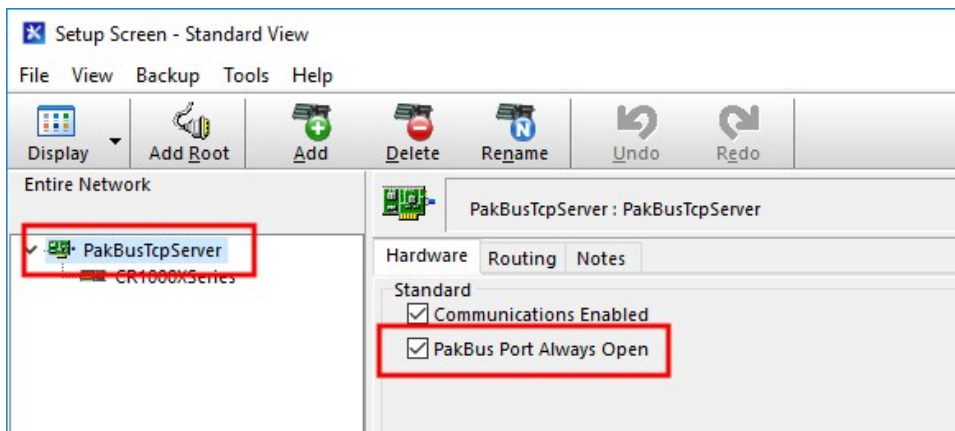 Setup Screen - Standard View
File View Backup Tools Help
Display Add Root Add Delete Rename Undo Redo
Entire Network
PakBusTcpServer : PakBusTcpServer
PakBusTcpServer
CR1000XSeries
Hardware Routing Notes
Standard
Communications Enabled
PakBus Port Always Open